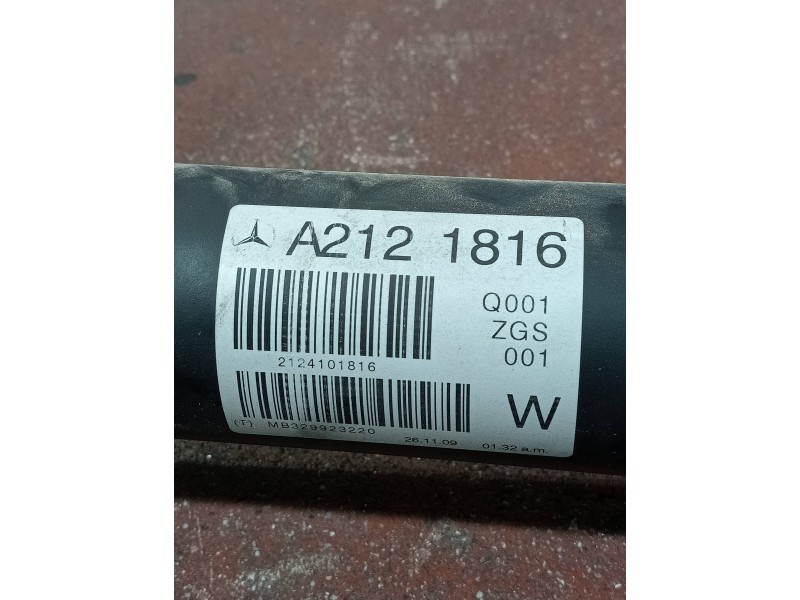 A212 1816
Q001
ZGS
001
2124101816
W
(T) MB329923220
26.11.09 01.32 a.m.